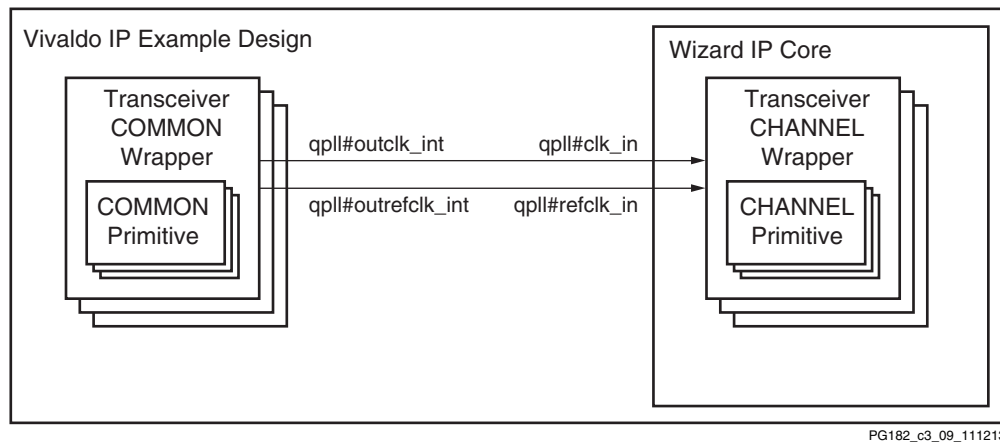 Vivaldo IP Example Design
Wizard IP Core
Transceiver
COMMON
Wrapper
COMMON
Primitive
qpll#outclk_int
qpll#clk_in
qpll#outrefclk_int
qpll#refclk_in
Transceiver
CHANNEL
Wrapper
CHANNEL
Primitive
PG182_c3_09_111213